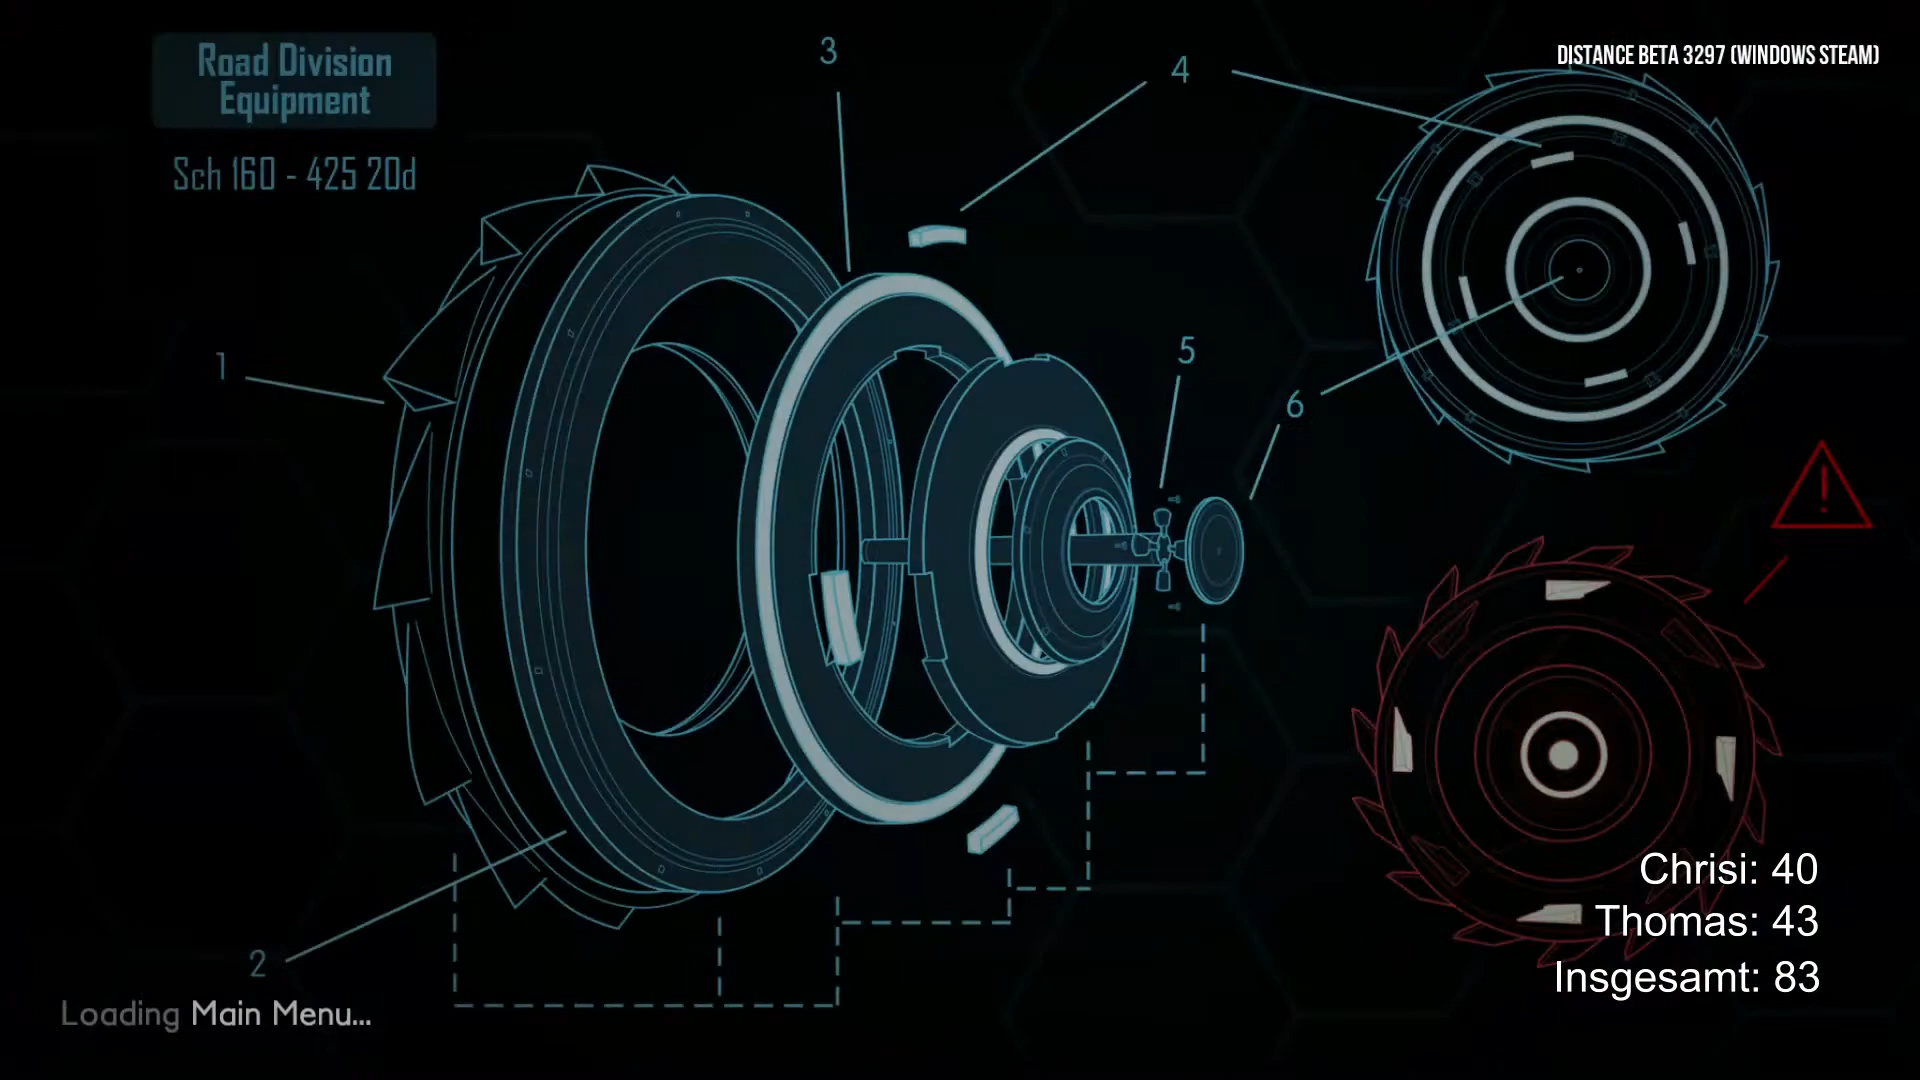 Road Division
Equipment
Sch 160 - 425 20d
3
4
DISTANCE BETA 3297 (WINDOWS STEAM)
1
5
6
2
Chrisi: 40
Thomas: 43
Insgesamt: 83
Loading Main Menu...